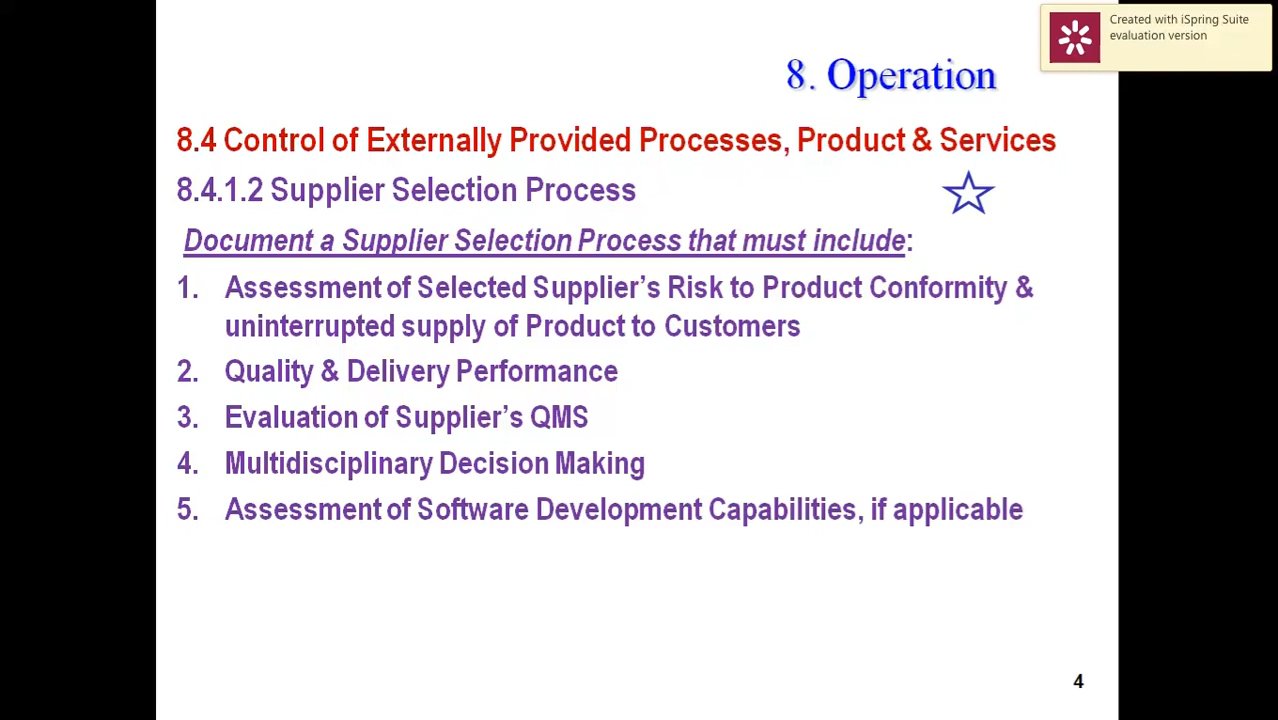 Created with iSpring Suite
evaluation version
8. Operation
8.4 Control of Externally Provided Processes, Product & Services
8.4.1.2 Supplier Selection Process
Document a Supplier Selection Process that must include:
1. Assessment of Selected Supplier’s Risk to Product Conformity &
uninterrupted supply of Product to Customers
2. Quality & Delivery Performance
3. Evaluation of Supplier’s QMS
4. Multidisciplinary Decision Making
5. Assessment of Software Development Capabilities, if applicable
4